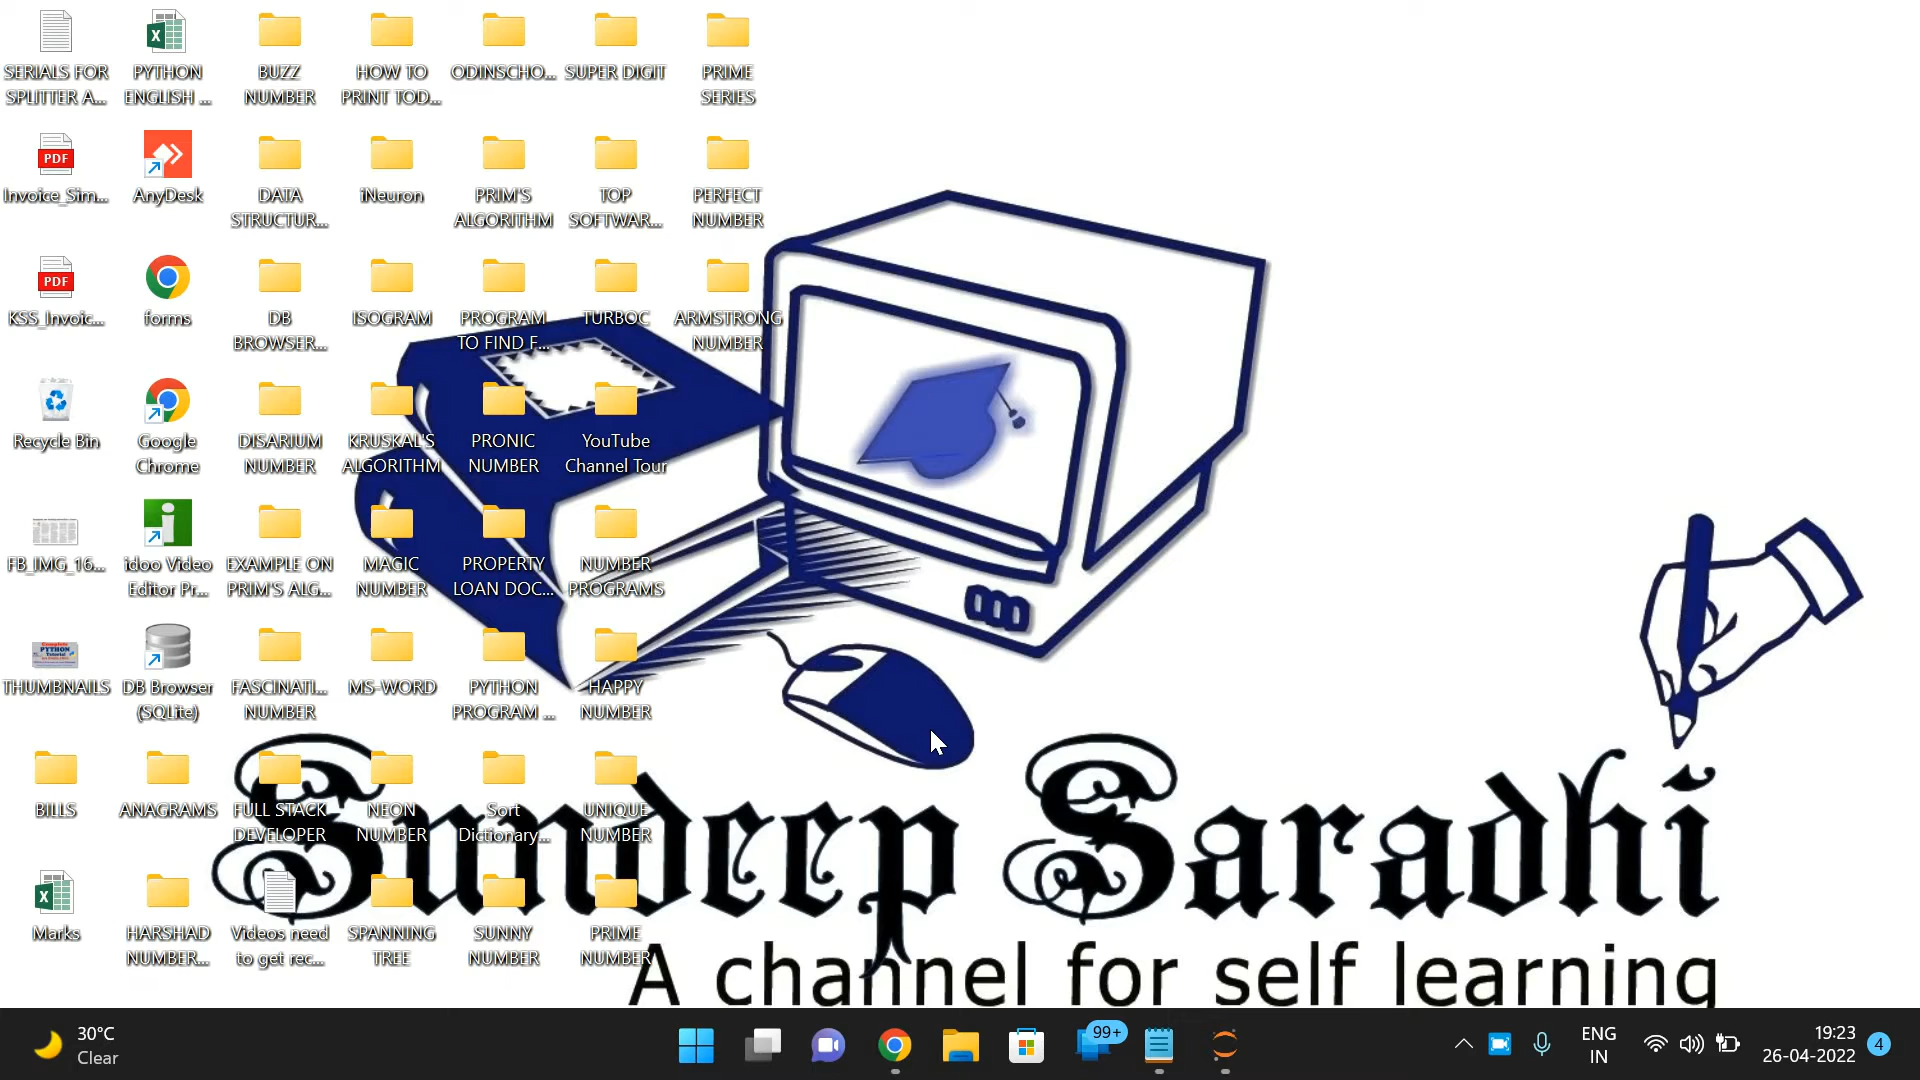 SERIALS FOR
SPLITTER A...
PYTHON
ENGLISH ...
BUZZ
NUMBER
HOW TO
PRINT TOD...
ODINSCHO...
SUPER DIGIT
PRIME
SERIES
PDF
Invoice_Sim...
AnyDesk
DATA
STRUCTUR...
iNeuron
PRIM'S
ALGORITHM
TOP
SOFTWAR...
PERFECT
NUMBER
PDF
KSS_Invoic...
forms
DB
BROWSER...
ISOGRAM
PROGRAM
TO FIND F...
TURBOC
ARMSTRONG
NUMBER
Recycle Bin
Google
Chrome
DISARIUM
NUMBER
KRUSKAL'S
ALGORITHM
PRONIC
NUMBER
YouTube
Channel Tour
FB_IMG_16...
idoo Video
Editor Pr...
EXAMPLE ON
PRIM'S ALG...
MAGIC
NUMBER
PROPERTY
LOAN DOC...
NUMBER
PROGRAMS
Complete
PYTHON
Tutorial
THUMBNAILS
DB Browser
(SQLite)
FASCINATI...
NUMBER
MS-WORD
PYTHON
PROGRAM ...
HAPPY
NUMBER
BILLS
ANAGRAMS
FULL STACK
DEVELOPER
NEON
NUMBER
Sort
Dictionary...
UNIQUE
NUMBER
Marks
HARSHAD
NUMBER...
Videos need
to get rec...
SPANNING
TREE
SUNNY
NUMBER
PRIME
NUMBER
Sundeep Saradhi
A channel for self learning
30°C
Clear
99+
ENG
IN
19:23
26-04-2022
4